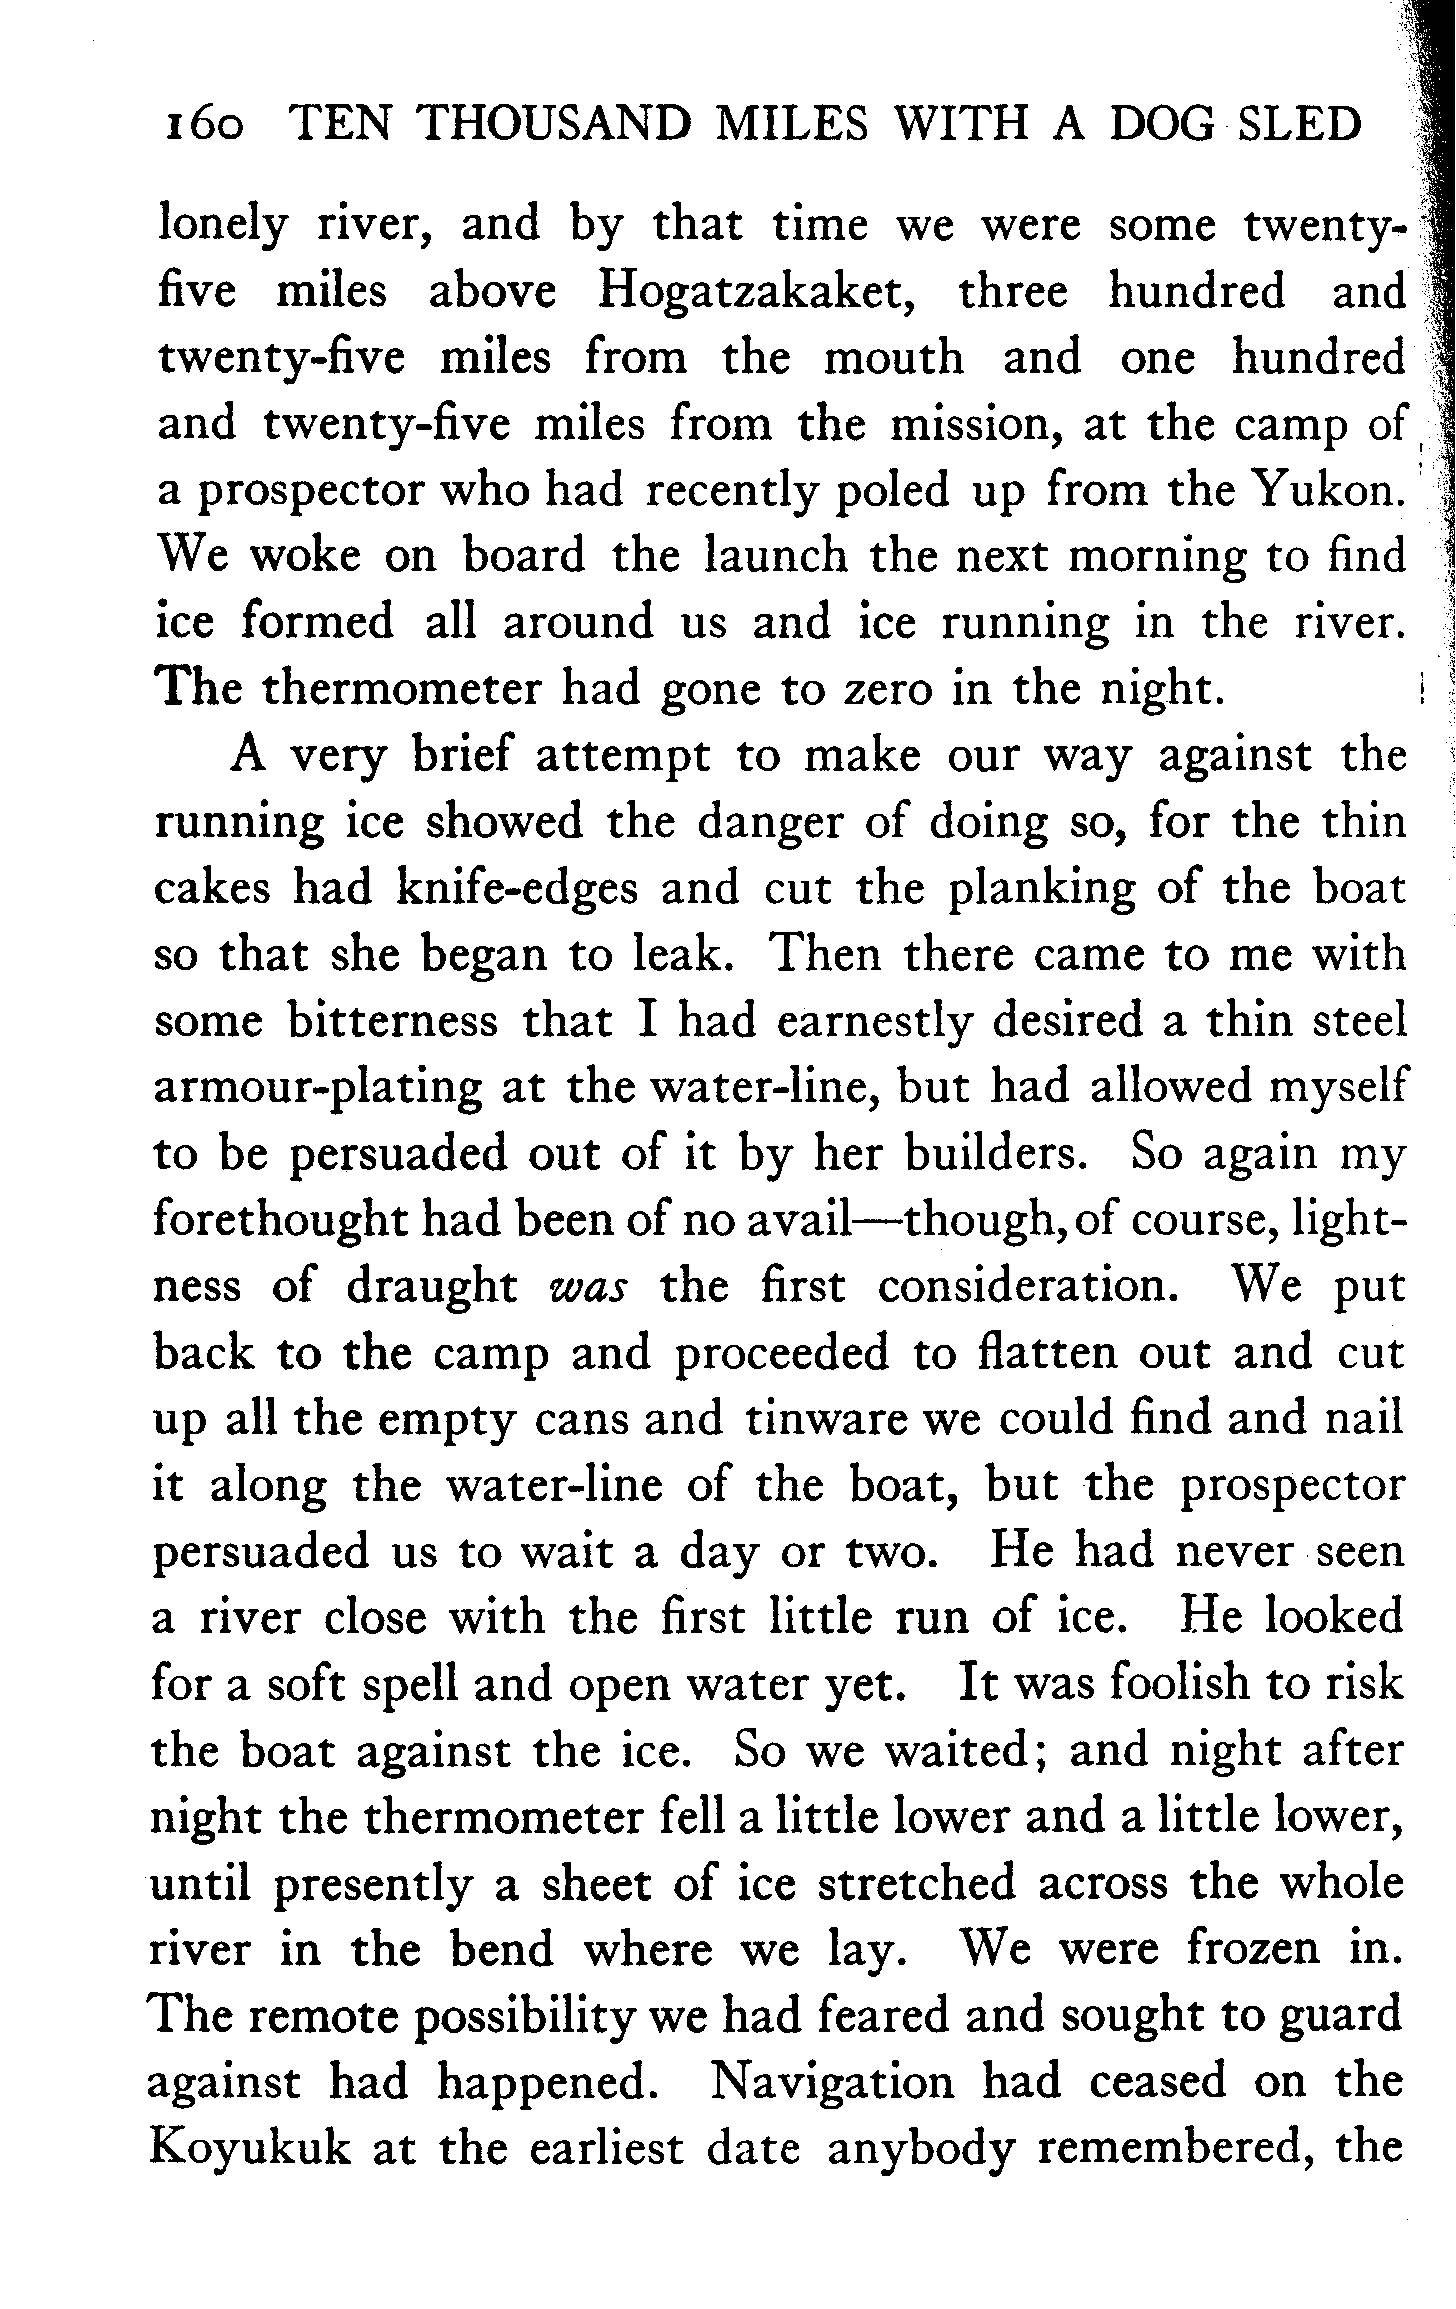 160 TEN THOUSAND MILES WITH A DOG SLED
lonely river, and by that time we were some twenty-
five miles above Hogatzakaket, three hundred and
twenty-five miles from the mouth and one hundred
and twenty-five miles from the mission, at the camp of
a prospector who had recently poled up from the Yukon.
We woke on board the launch the next morning to find
ice formed all around us and ice running in the river.
The thermometer had gone to zero in the night.
A very brief attempt to make our way against the
running ice showed the danger of doing so, for the thin
cakes had knife-edges and cut the planking of the boat
so that she began to leak. Then there came to me with
some bitterness that I had earnestly desired a thin steel
armour-plating at the water-line, but had allowed myself
to be persuaded out of it by her builders. So again my
forethought had been of no avail—though, of course, light-
ness of draught was the first consideration. We put
back to the camp and proceeded to flatten out and cut
up all the empty cans and tinware we could find and nail
it along the water-line of the boat, but the prospector
persuaded us to wait a day or two. He had never seen
a river close with the first little run of ice. He looked
for a soft spell and open water yet. It was foolish to risk
the boat against the ice. So we waited; and night after
night the thermometer fell a little lower and a little lower,
until presently a sheet of ice stretched across the whole
river in the bend where we lay. We were frozen in.
The remote possibility we had feared and sought to guard
against had happened. Navigation had ceased on the
Koyukuk at the earliest date anybody remembered, the